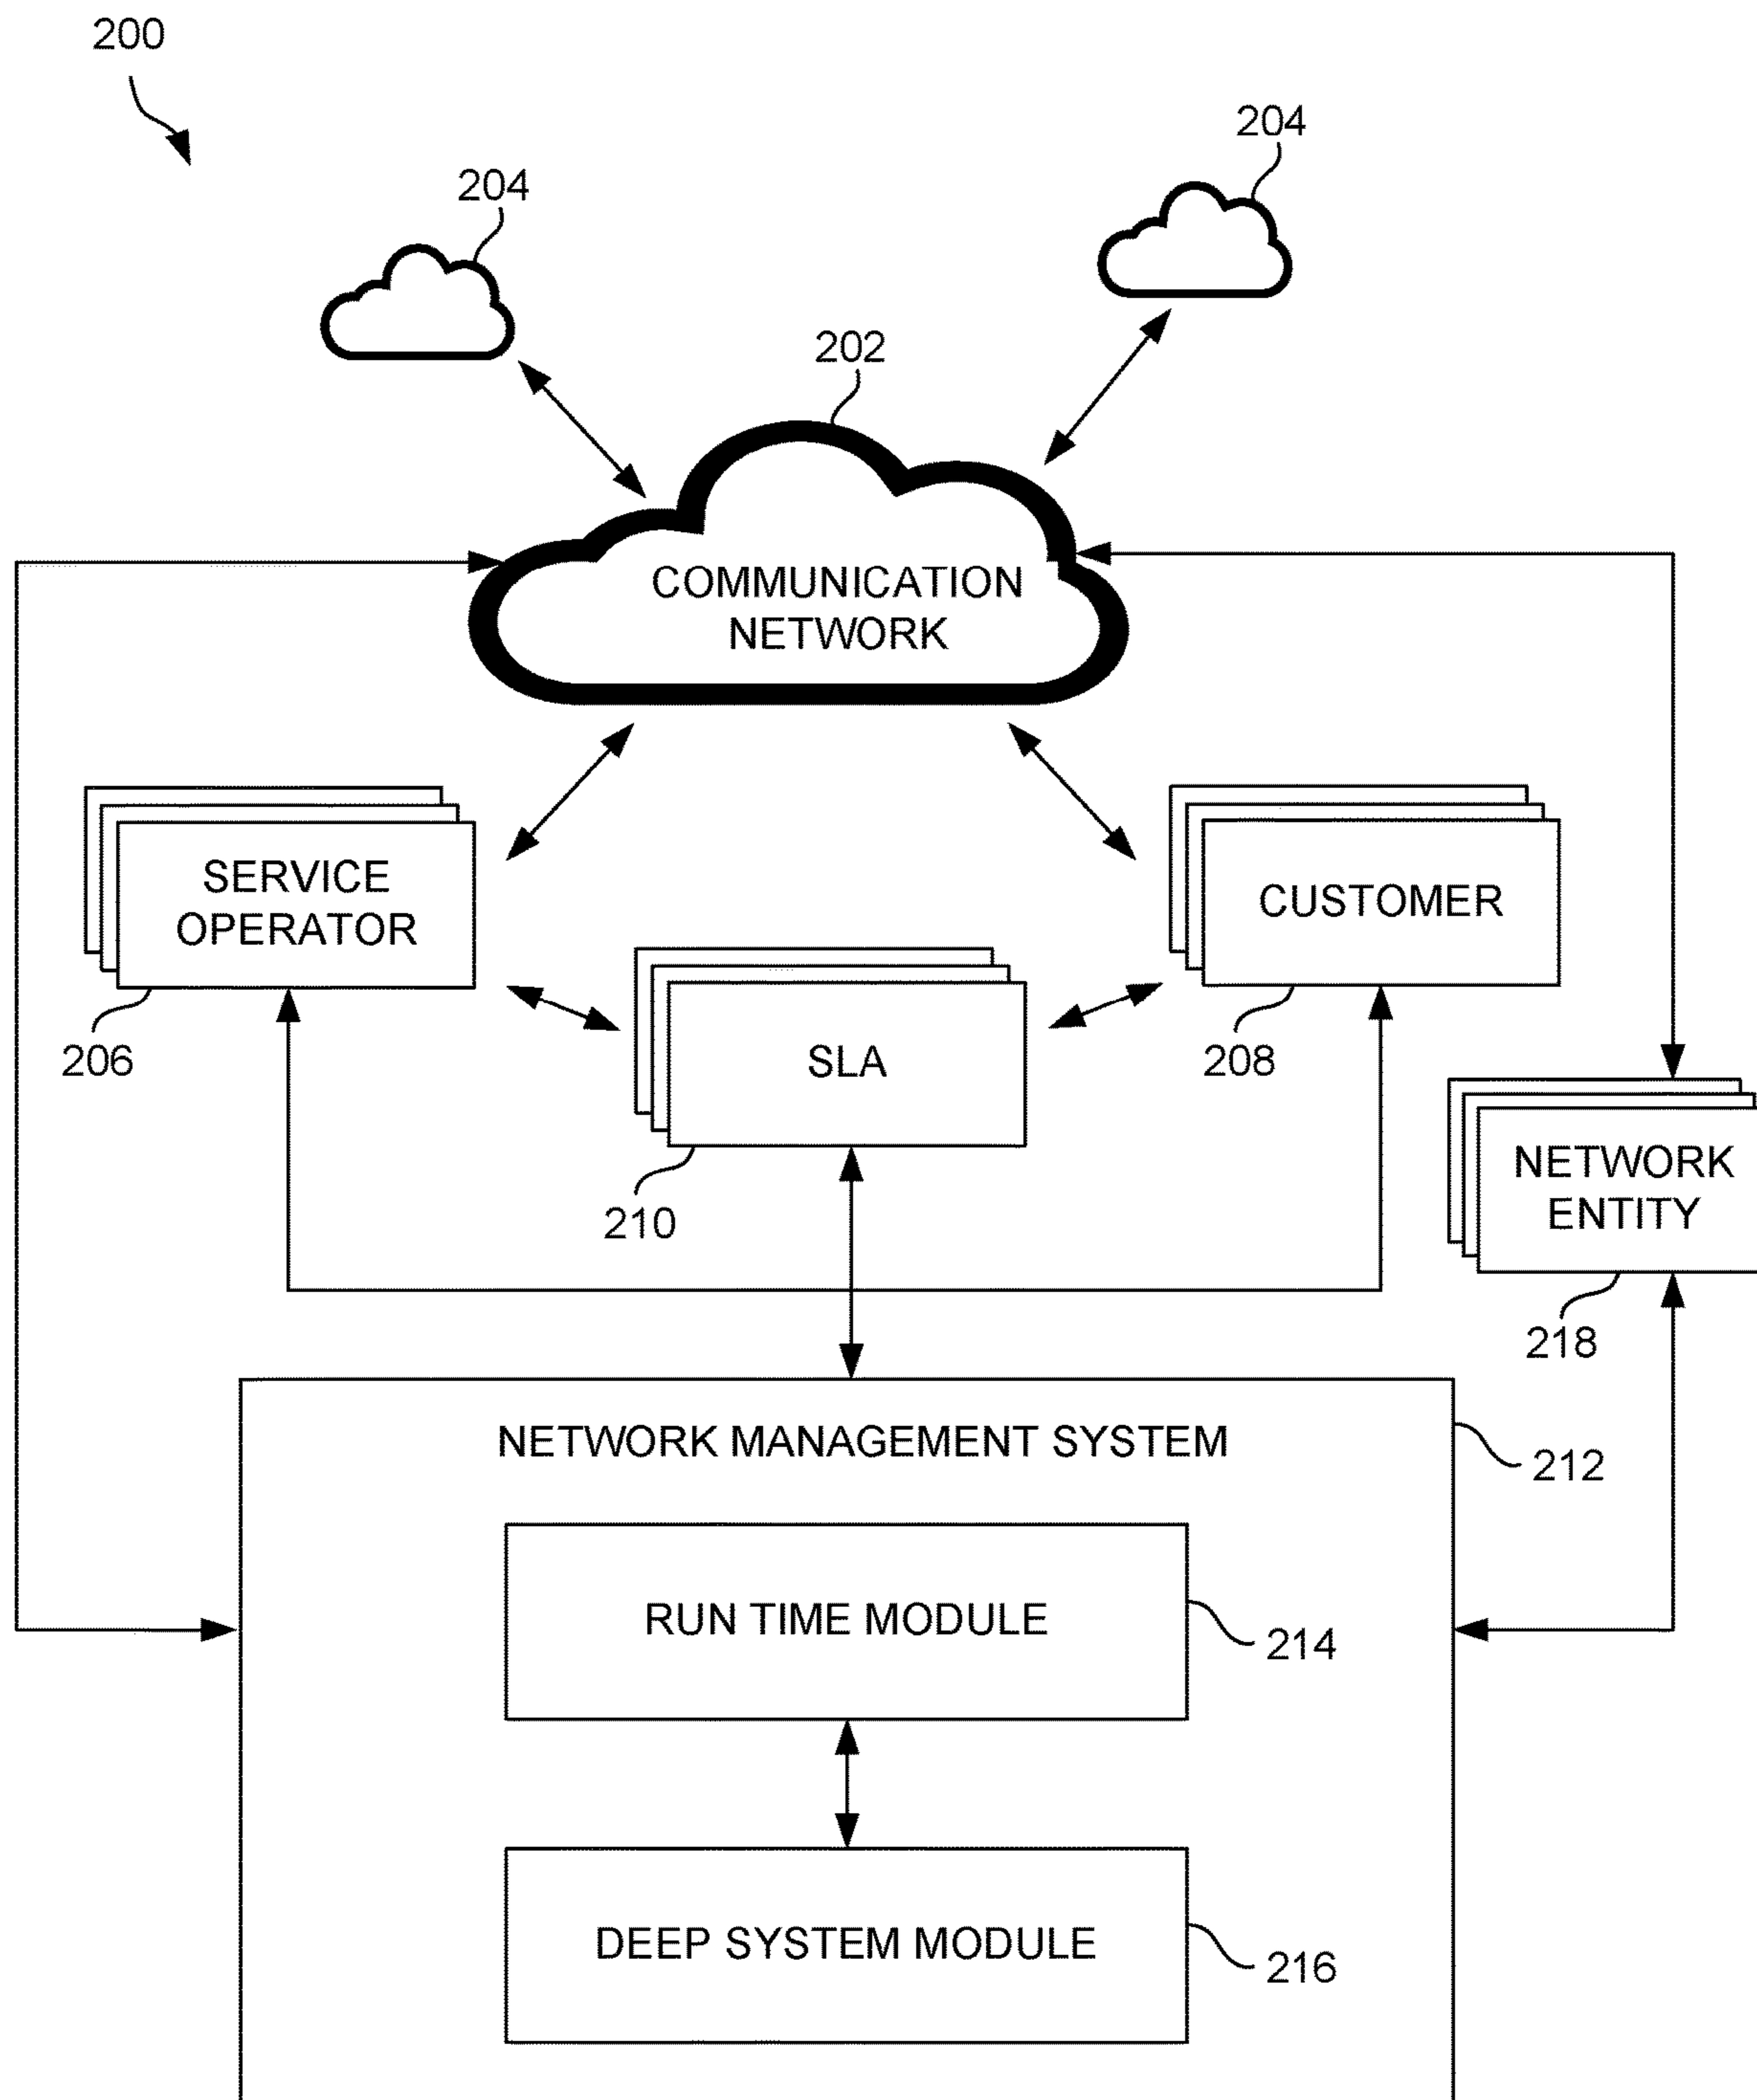 200
204
204
202
COMMUNICATION
NETWORK
SERVICE
OPERATOR
CUSTOMER
206
SLA
208
210
NETWORK
ENTITY
218
NETWORK MANAGEMENT SYSTEM
212
RUN TIME MODULE
214
DEEP SYSTEM MODULE
216